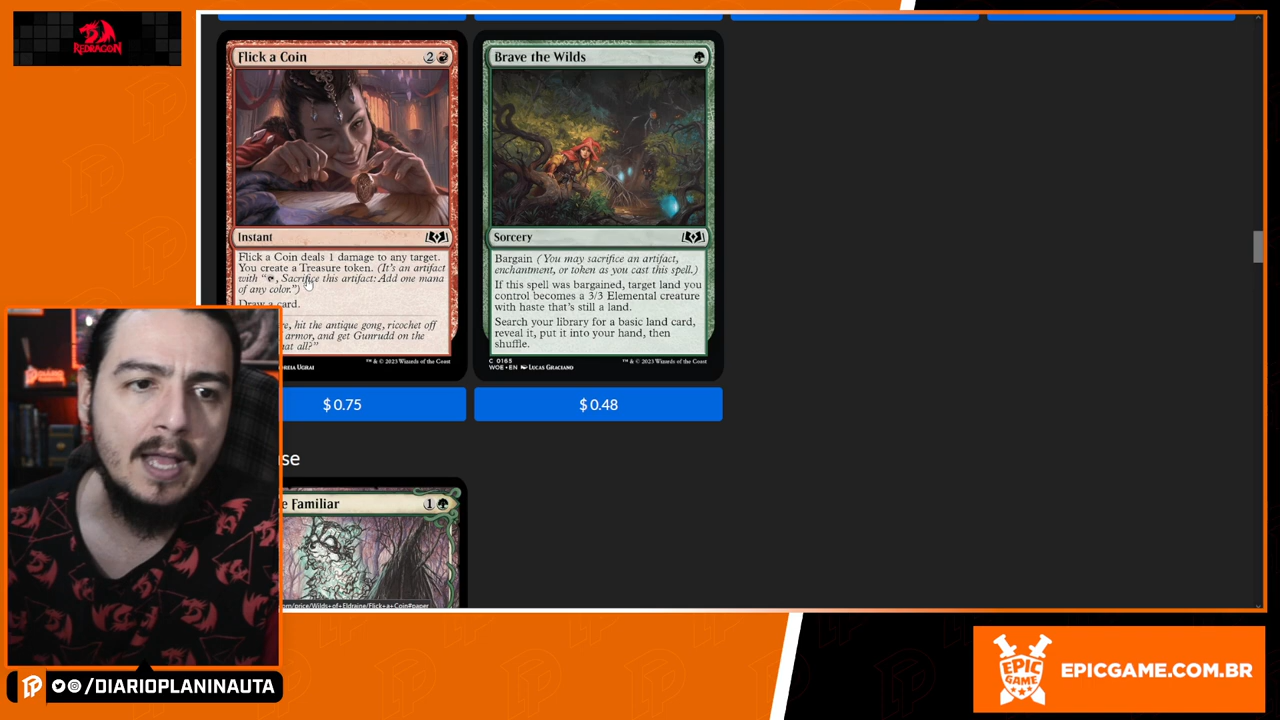 REDRAGON
Flick a Coin 2
Instant
Flick a Coin deals 1 damage to any target.
You create a Treasure token. (It's an artifact
with “, Sacrifice this artifact: Add one mana
of any color.”)
Draw a card.
re, hit the antique gong, ricochet off
armor, and get Gunrudd on the
hat all?”
™ & © 2023 Wizards of the Coast
Brave the Wilds
Sorcery
Bargain (You may sacrifice an artifact,
enchantment, or token as you cast this spell.)
If this spell was bargained, target land you
control becomes a 3/3 Elemental creature
with haste that's still a land.
Search your library for a basic land card,
reveal it, put it into your hand, then
shuffle.
C 0165
WOE • EN Lucas Graciano
™ & © 2023 Wizards of the Coast
$ 0.75
$ 0.48
se
e Familiar 1
om/price/Wilds+of+Eldraine/Flick+a+Coin#paper
/DIARIOPLANINAUTA
EPIC
GAME
EPICGAME.COM.BR